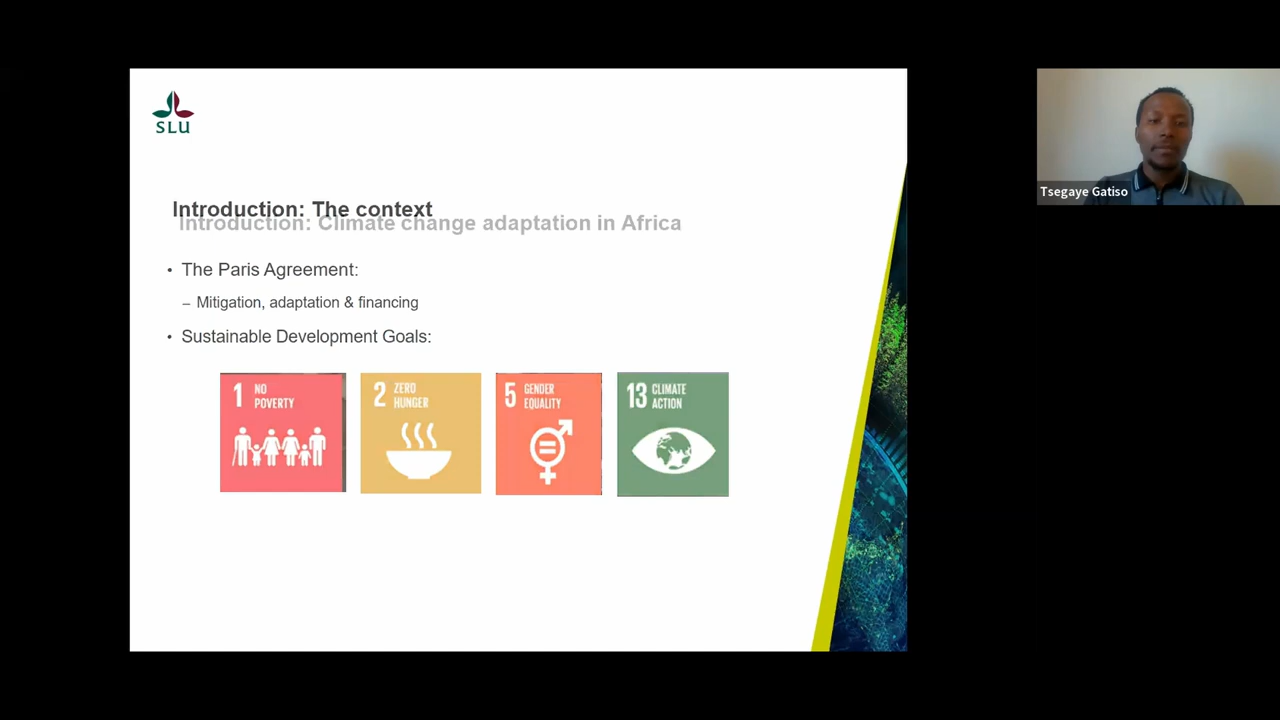 SLU
Introduction: The context
Introduction: Climate change adaptation in Africa
• The Paris Agreement:
– Mitigation, adaptation & financing
• Sustainable Development Goals:
1 NO POVERTY
2 ZERO HUNGER
5 GENDER EQUALITY
13 CLIMATE ACTION
Tsegaye Gatiso